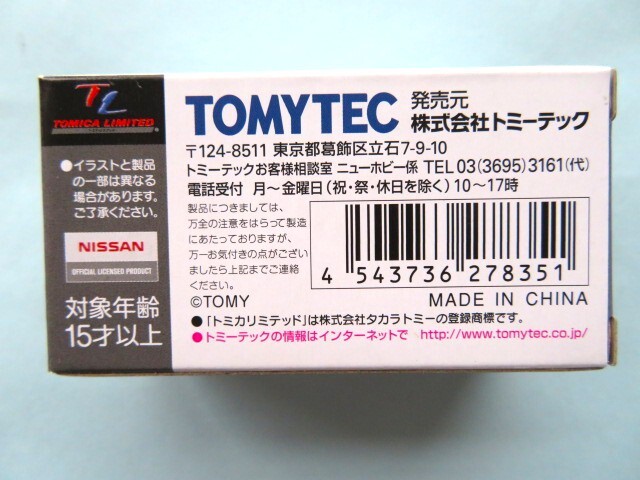 TL
TOMICA LIMITED
●イラストと製品
の一部は異なる
場合があります。
ご了承ください。
NISSAN
OFFICIAL LICENSED PRODUCT
対象年齢
15才以上
TOMYTEC
発売元
株式会社トミーテック
〒124-8511 東京都葛飾区立石7-9-10
トミーテックお客様相談室 ニューホビー係 TEL 03(3695)3161(代)
電話受付 月〜金曜日(祝・祭・休日を除く)10〜17時
製品につきましては、
万全の注意をはらって製造
にあたっておりますが、
万一お気付きの点がござい
ましたら上記までご連絡
ください。
©TOMY
4 543736 278351
MADE IN CHINA
●「トミカリミテッド」は株式会社タカラトミーの登録商標です。
●トミーテックの情報はインターネットで http://www.tomytec.co.jp/